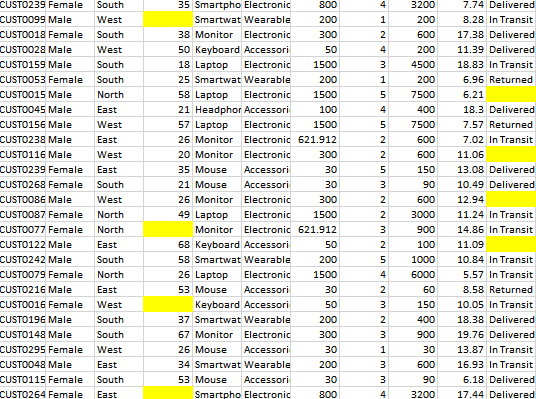 CUST0239 Female South 35 Smartpho Electronic 800 4 3200 7.74 Delivered
CUST0099 Male West Smartwat Wearable 200 1 200 8.28 In Transit
CUST0018 Male South 38 Monitor Electronic 300 2 600 17.38 Delivered
CUST0028 Male West 50 Keyboard Accessori 50 4 200 11.39 Delivered
CUST0159 Male South 18 Laptop Electronic 1500 3 4500 18.83 In Transit
CUST0053 Female South 25 Smartwat Wearable 200 1 200 6.96 Returned
CUST0015 Male North 58 Laptop Electronic 1500 5 7500 6.21
CUST0045 Male East 21 Headphor Accessori 100 4 400 18.3 Delivered
CUST0156 Male West 57 Laptop Electronic 1500 5 7500 7.57 Returned
CUST0238 Male East 26 Monitor Electronic 621.912 2 600 7.02 In Transit
CUST0116 Male West 20 Monitor Electronic 300 2 600 11.06
CUST0239 Female East 35 Mouse Accessori 30 5 150 13.08 Delivered
CUST0268 Female South 21 Mouse Accessori 30 3 90 10.49 Delivered
CUST0086 Male West 26 Monitor Electronic 300 2 600 12.94
CUST0087 Female North 49 Laptop Electronic 1500 2 3000 11.24 In Transit
CUST0077 Female North Monitor Electronic 621.912 3 900 14.86 In Transit
CUST0122 Female East 68 Keyboard Accessori 50 2 100 11.09
CUST0242 Male South 58 Smartwat Wearable 200 5 1000 10.84 In Transit
CUST0079 Male North 26 Laptop Electronic 1500 4 6000 5.57 In Transit
CUST0216 Male East 53 Mouse Accessori 30 2 60 8.58 Returned
CUST0016 Female West Keyboard Accessori 50 3 150 10.05 In Transit
CUST0196 Male South 37 Smartwat Wearable 200 2 400 18.38 Delivered
CUST0148 Male South 67 Monitor Electronic 300 3 900 19.76 Delivered
CUST0295 Female West 26 Mouse Accessori 30 1 30 13.87 In Transit
CUST0048 Male East 34 Smartwat Wearable 200 3 600 16.93 In Transit
CUST0115 Female South 53 Mouse Accessori 30 3 90 6.18 Delivered
CUST0264 Female East Smartpho Electronic 800 4 3200 17.44 Delivered